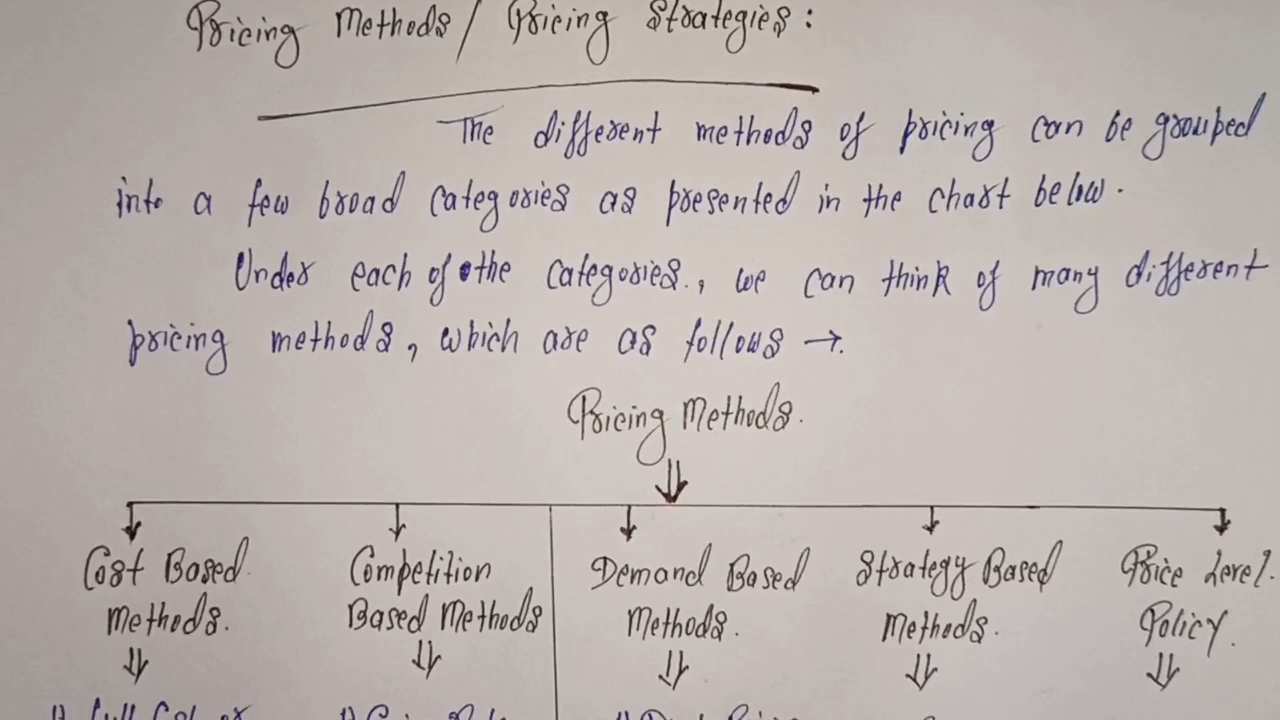 Pricing Methods / Pricing Strategies :
The different methods of pricing can be grouped
into a few broad categories as presented in the chart below.
Under each of the categories., we can think of many different
pricing methods, which are as follows →.
Pricing Methods.
Cost Based Methods.
Competition Based Methods
Demand Based Methods.
Strategy Based Methods.
Price Level. Policy.